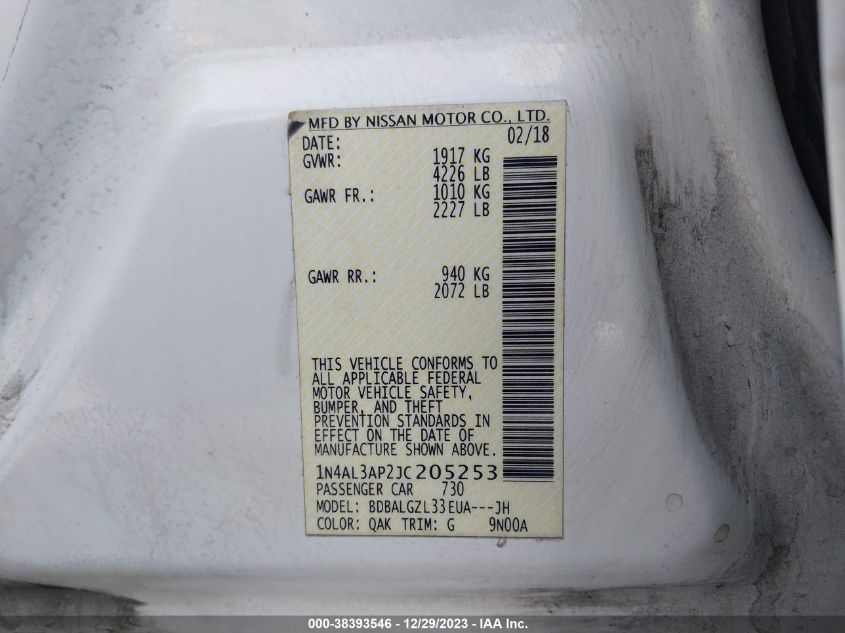 MFD BY NISSAN MOTOR CO., LTD.
DATE: 02/18
GVWR: 1917 KG
4226 LB
GAWR FR.: 1010 KG
2227 LB
GAWR RR.: 940 KG
2072 LB
THIS VEHICLE CONFORMS TO
ALL APPLICABLE FEDERAL
MOTOR VEHICLE SAFETY,
BUMPER, AND THEFT
PREVENTION STANDARDS IN
EFFECT ON THE DATE OF
MANUFACTURE SHOWN ABOVE.
1N4AL3AP2JC205253
PASSENGER CAR 730
MODEL: BDBALGZL33EUA---JH
COLOR: QAK TRIM: G 9N00A
000-38393546 - 12/29/2023 - IAA Inc.